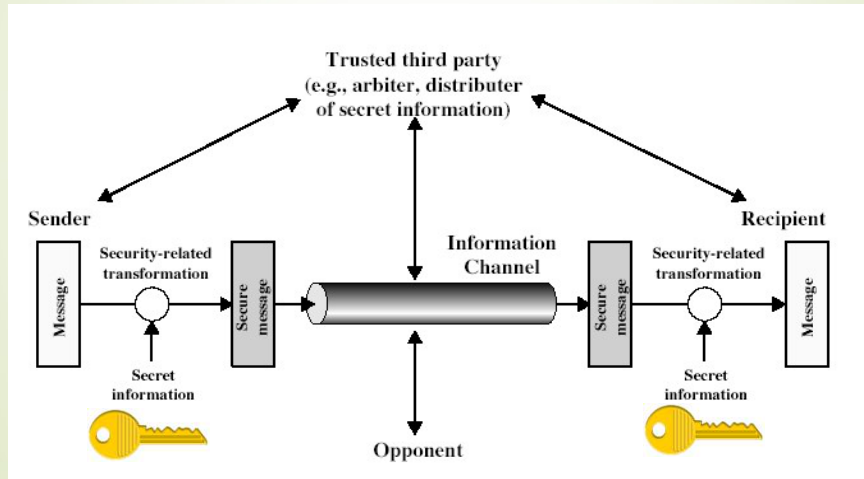 Trusted third party
(e.g., arbiter, distributer
of secret information)
Sender
Recipient
Security-related
transformation
Information
Channel
Security-related
transformation
Message
Secure
message
Secure
message
Message
Secret
information
Secret
information
Opponent